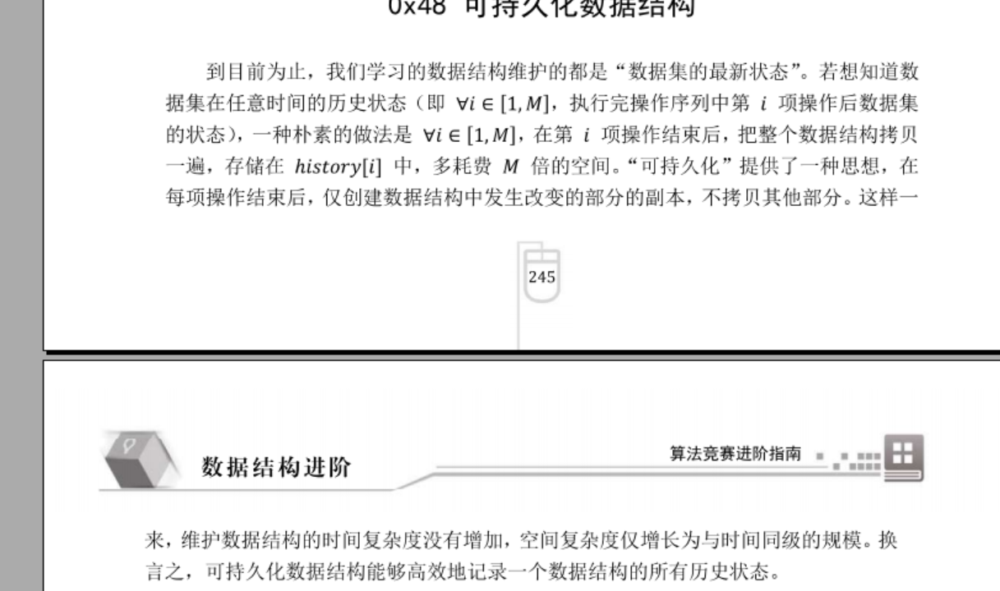 0x48 可持久化数据结构
到目前为止，我们学习的数据结构维护的都是“数据集的最新状态”。若想知道数
据集在任意时间的历史状态（即 ∀i ∈ [1, M]，执行完操作序列中第 i 项操作后数据集
的状态），一种朴素的做法是 ∀i ∈ [1, M]，在第 i 项操作结束后，把整个数据结构拷贝
一遍，存储在 history[i] 中，多耗费 M 倍的空间。“可持久化”提供了一种思想，在
每项操作结束后，仅创建数据结构中发生改变的部分的副本，不拷贝其他部分。这样一
245
数据结构进阶
算法竞赛进阶指南
来，维护数据结构的时间复杂度没有增加，空间复杂度仅增长为与时间同级的规模。换
言之，可持久化数据结构能够高效地记录一个数据结构的所有历史状态。